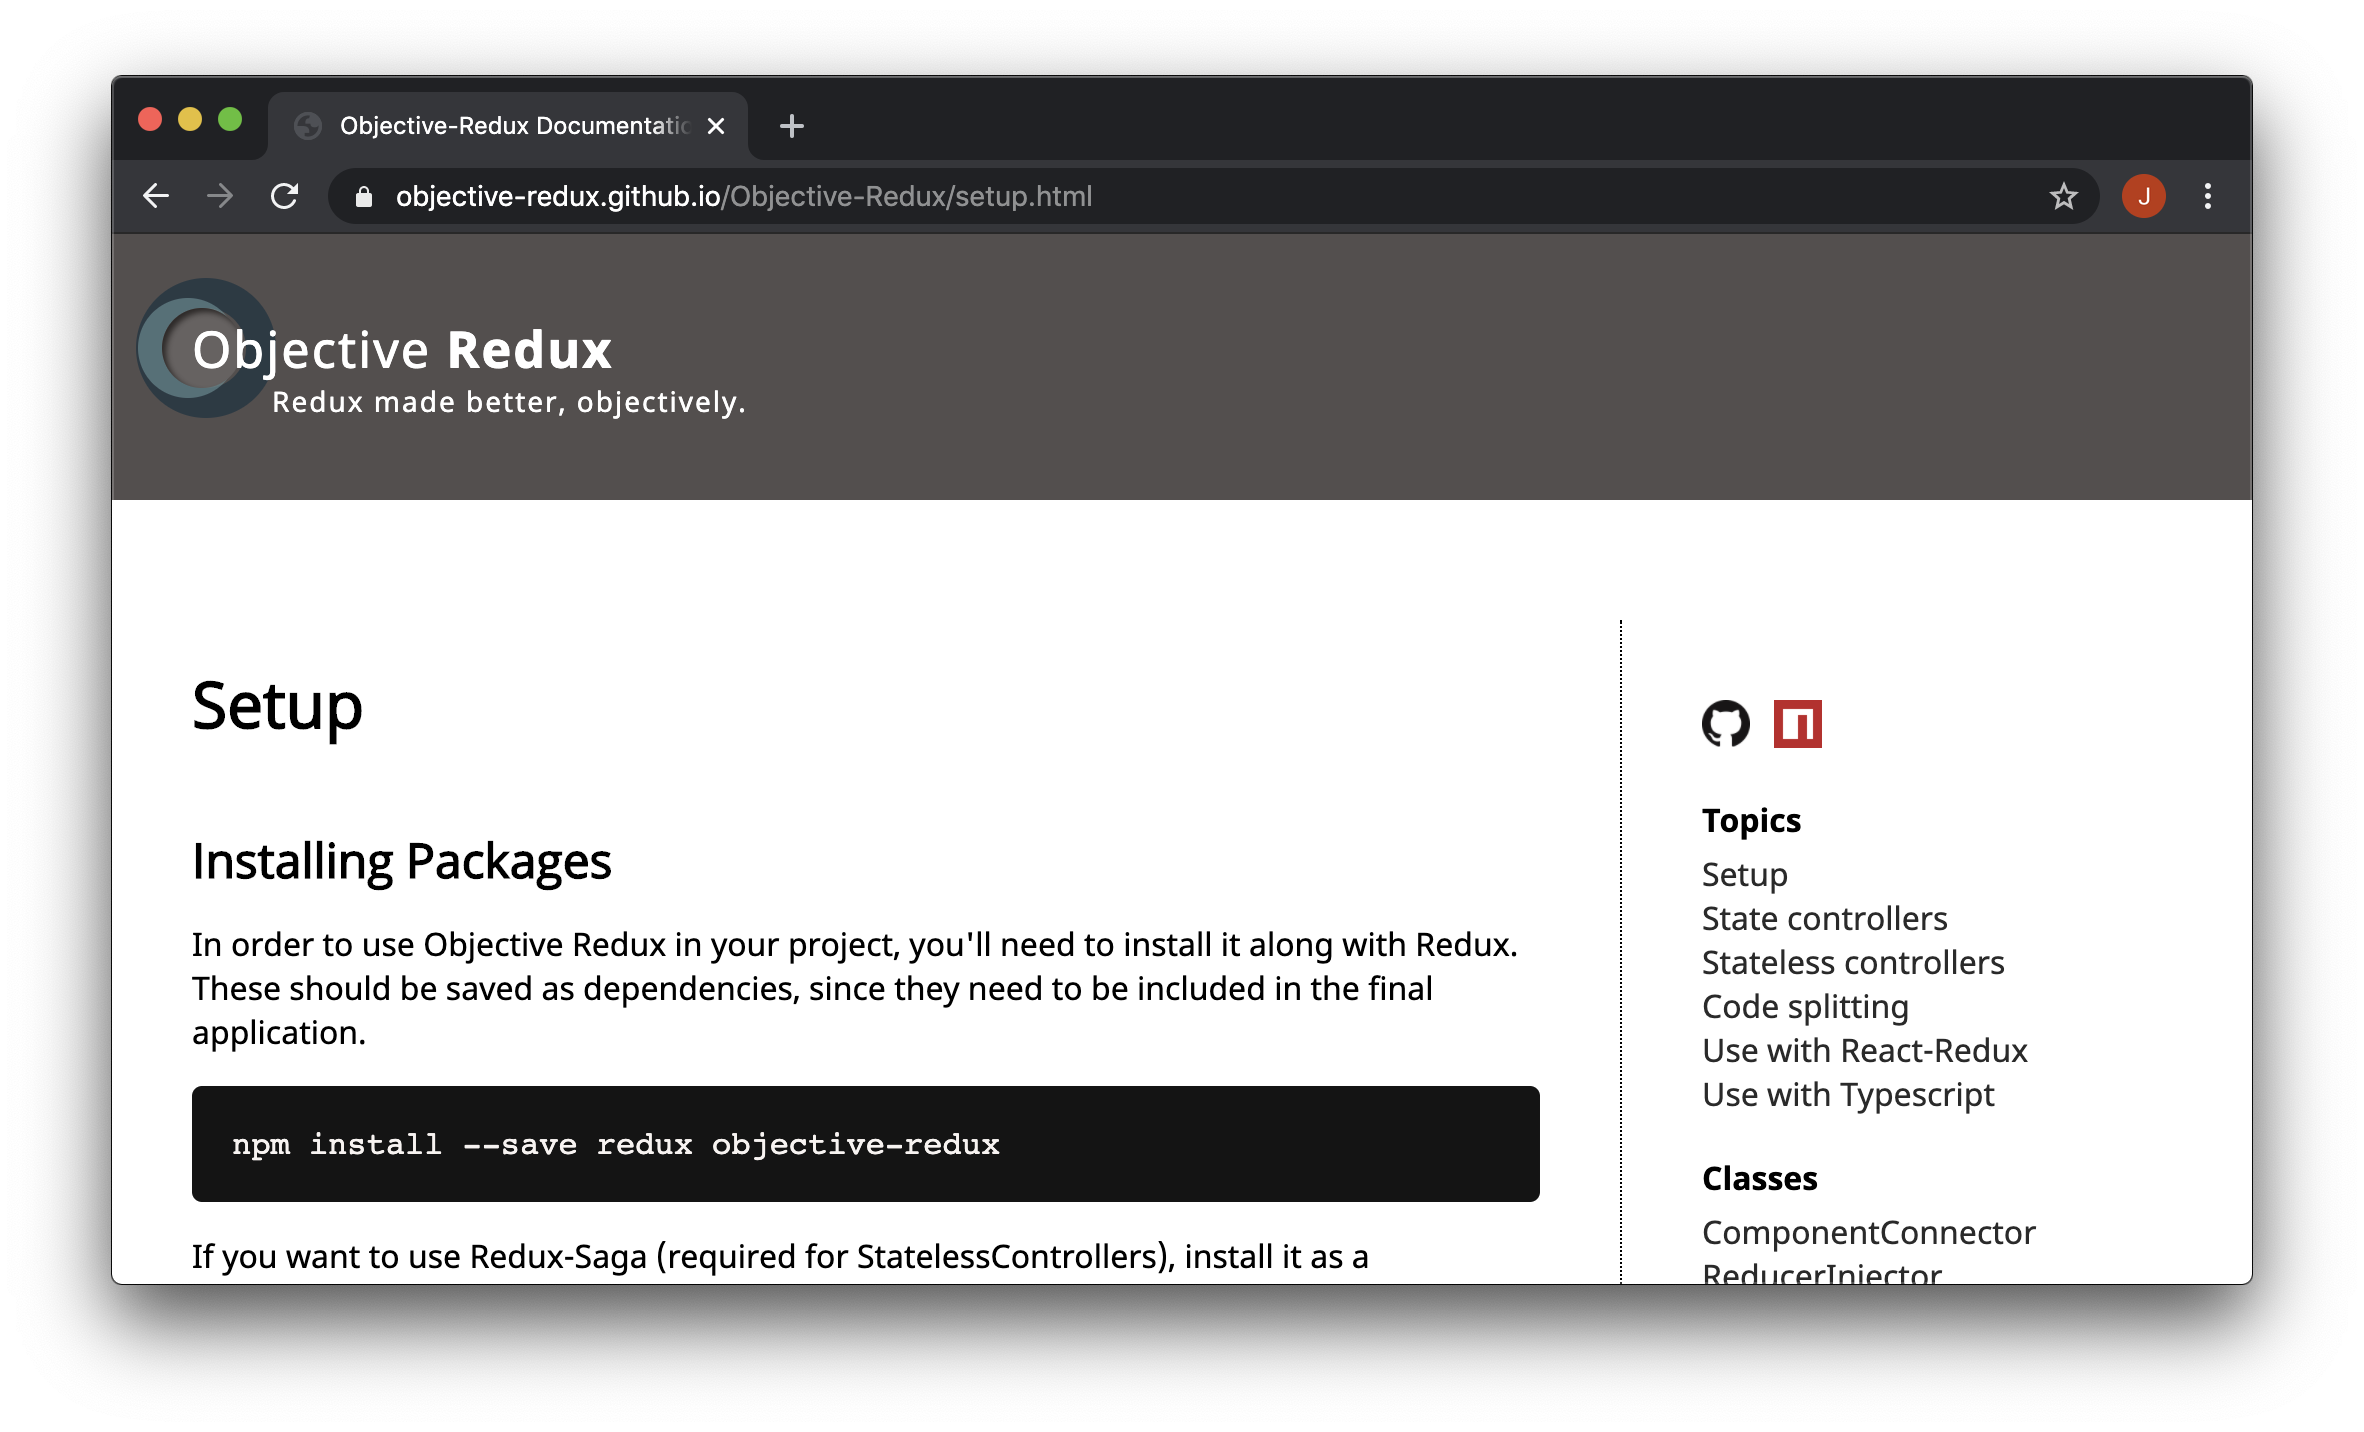 Objective-Redux Documentatio
objective-redux.github.io/Objective-Redux/setup.html
J
Objective Redux
Redux made better, objectively.
Setup
Installing Packages
In order to use Objective Redux in your project, you'll need to install it along with Redux.
These should be saved as dependencies, since they need to be included in the final
application.
npm install --save redux objective-redux
If you want to use Redux-Saga (required for StatelessControllers), install it as a
Topics
Setup
State controllers
Stateless controllers
Code splitting
Use with React-Redux
Use with Typescript
Classes
ComponentConnector
ReducerInjector